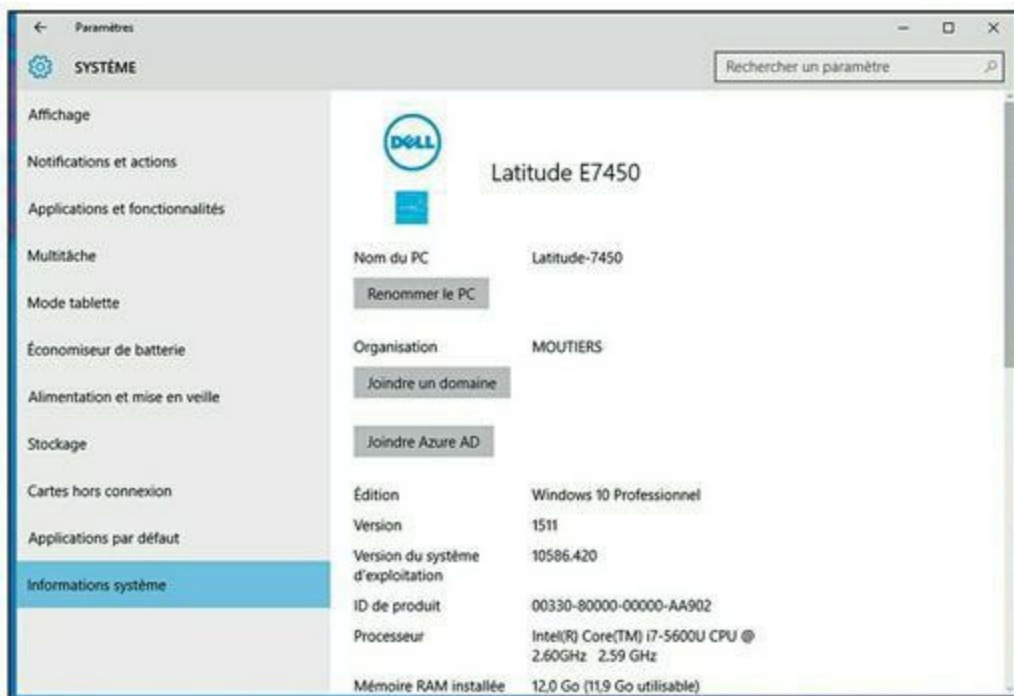 Paramètres
SYSTÈME
Rechercher un paramètre
Affichage
Notifications et actions
Applications et fonctionnalités
Multitâche
Mode tablette
Économiseur de batterie
Alimentation et mise en veille
Stockage
Cartes hors connexion
Applications par défaut
Informations système
DELL
Latitude E7450
Nom du PC Latitude-7450
Renommer le PC
Organisation MOUTIERS
Joindre un domaine
Joindre Azure AD
Édition Windows 10 Professionnel
Version 1511
Version du système 10586.420
d'exploitation
ID de produit 00330-80000-00000-AA902
Processeur Intel(R) Core(TM) i7-5600U CPU @
2.60GHz 2.59 GHz
Mémoire RAM installée 12,0 Go (11,9 Go utilisable)